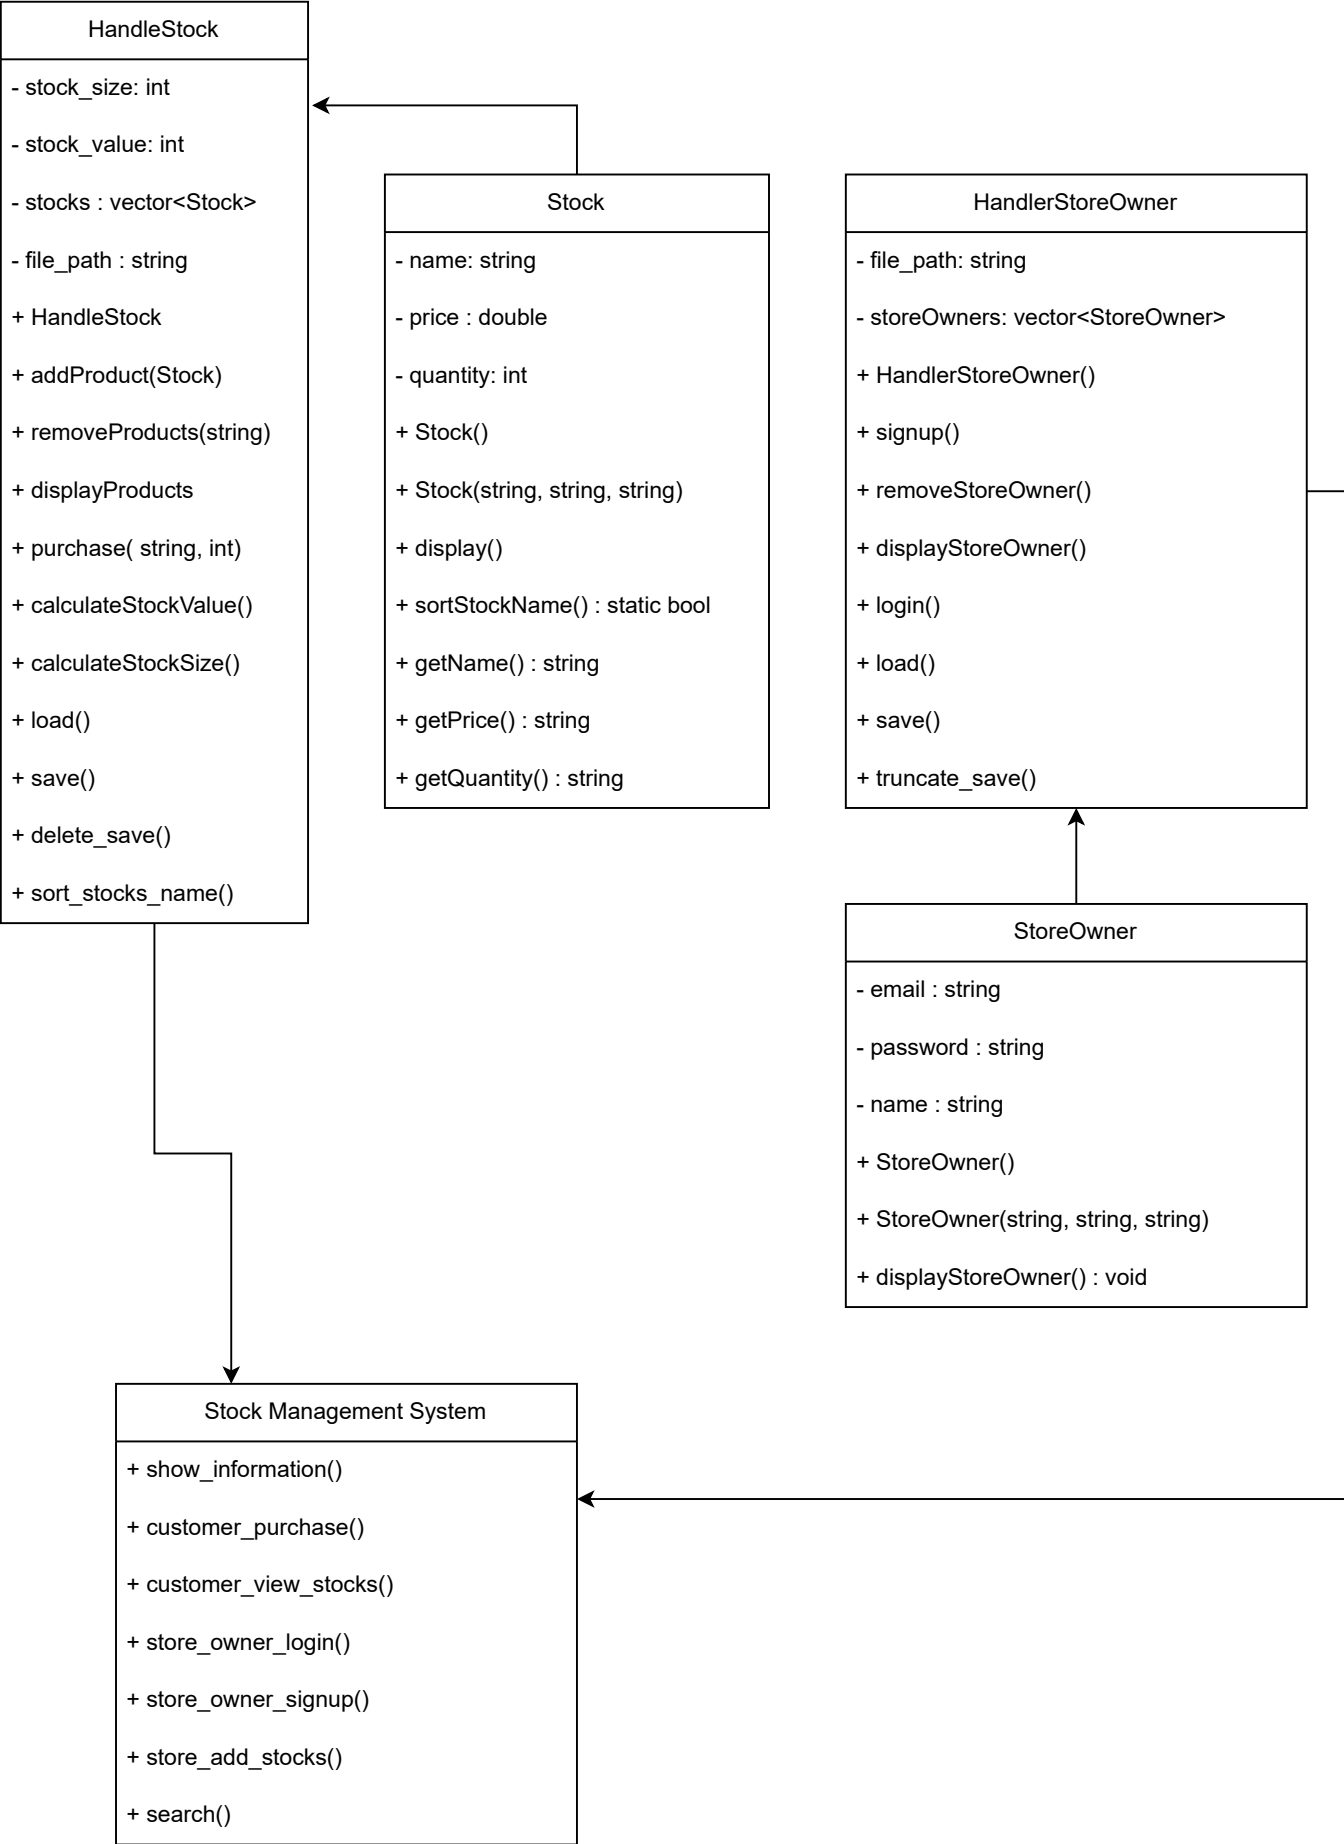 HandleStock
- stock_size: int
- stock_value: int
- stocks : vector<Stock>
- file_path : string
+ HandleStock
+ addProduct(Stock)
+ removeProducts(string)
+ displayProducts
+ purchase( string, int)
+ calculateStockValue()
+ calculateStockSize()
+ load()
+ save()
+ delete_save()
+ sort_stocks_name()
Stock
- name: string
- price : double
- quantity: int
+ Stock()
+ Stock(string, string, string)
+ display()
+ sortStockName() : static bool
+ getName() : string
+ getPrice() : string
+ getQuantity() : string
HandlerStoreOwner
- file_path: string
- storeOwners: vector<StoreOwner>
+ HandlerStoreOwner()
+ signup()
+ removeStoreOwner()
+ displayStoreOwner()
+ login()
+ load()
+ save()
+ truncate_save()
StoreOwner
- email : string
- password : string
- name : string
+ StoreOwner()
+ StoreOwner(string, string, string)
+ displayStoreOwner() : void
Stock Management System
+ show_information()
+ customer_purchase()
+ customer_view_stocks()
+ store_owner_login()
+ store_owner_signup()
+ store_add_stocks()
+ search()